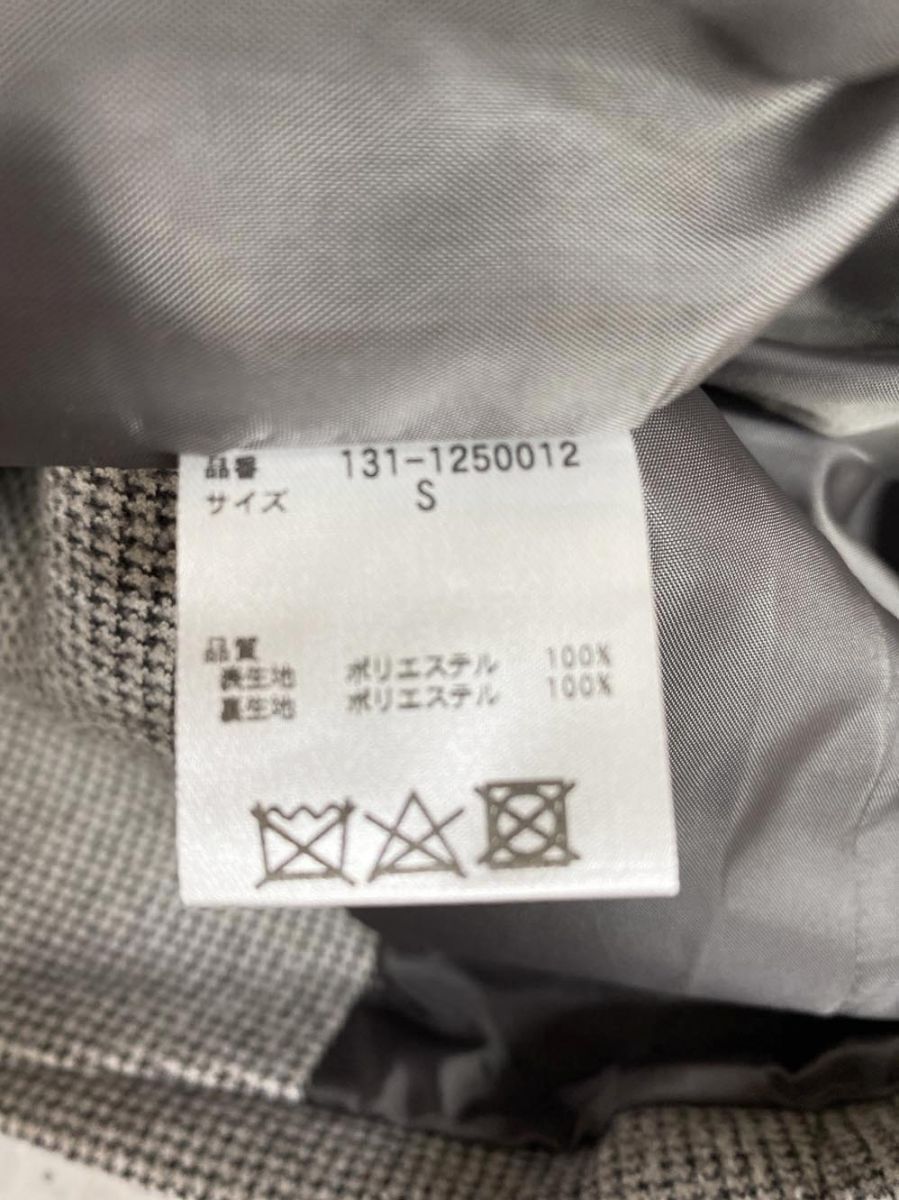 品番 131-1250012
サイズ S
品質
表生地 ポリエステル 100%
裏生地 ポリエステル 100%